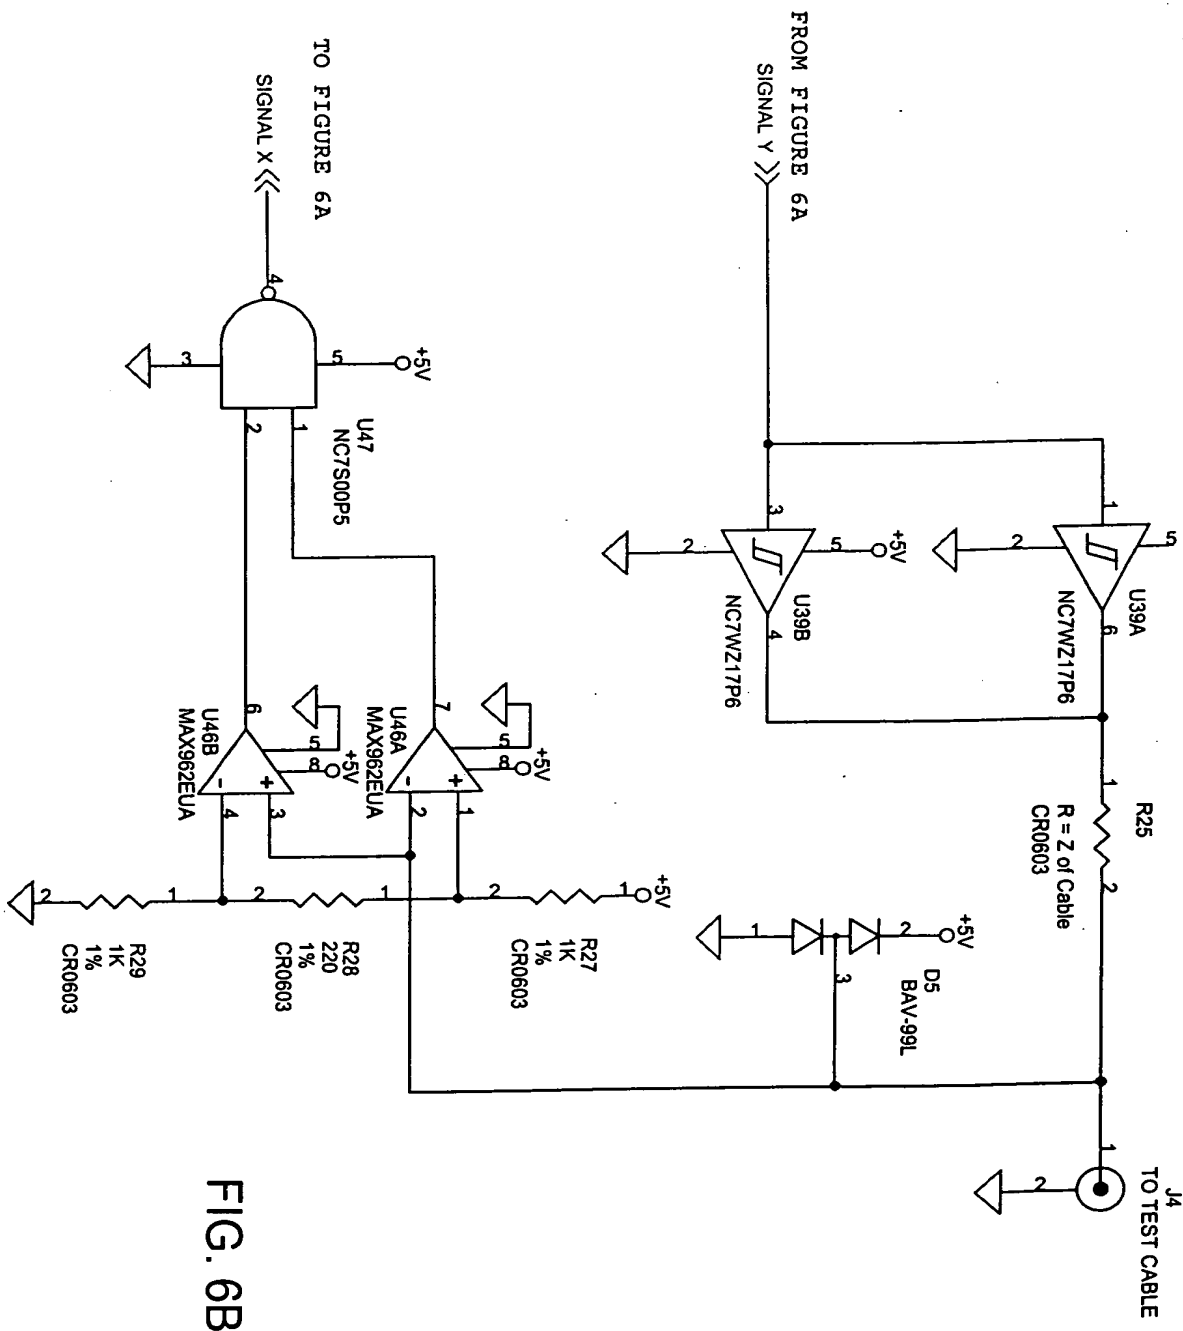 FROM FIGURE 6A
SIGNAL Y
1
5
2
6
U39A
NC7WZ17P6
3
+5V
5
2
4
U39B
NC7WZ17P6
1
2
R25
R = Z of Cable
CR0603
J4
TO TEST CABLE
1
2
+5V
2
1
3
D5
BAV-99L
TO FIGURE 6A
SIGNAL X
4
+5V
5
3
1
2
U47
NC7S00P5
7
5
8
+5V
U46A
MAX962EUA
+
-
1
2
6
5
8
+5V
U46B
MAX962EUA
+
-
3
4
+5V
1
2
R27
1K
1%
CR0603
1
2
R28
220
1%
CR0603
1
2
R29
1K
1%
CR0603
FIG. 6B